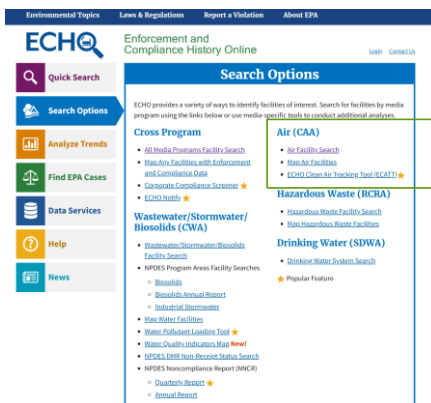 Environmental Topics Laws & Regulations Report a Violation About EPA
ECHO
Enforcement and
Compliance History Online
Login Contact Us
Quick Search
Search Options
Analyze Trends
Find EPA Cases
Data Services
Help
News
Search Options
ECHO provides a variety of ways to identify facilities of interest. Search for facilities by media
program using the links below or use media-specific tools to conduct additional analyses.
Cross Program
All Media Programs Facility Search
Map Any Facilities with Enforcement
and Compliance Data
Corporate Compliance Screener
ECHO Notify
Wastewater/Stormwater/
Biosolids (CWA)
Wastewater/Stormwater/Biosolids
Facility Search
NPDES Program Areas Facility Searches
Biosolids
Biosolids Annual Report
Industrial Stormwater
Map Water Facilities
Water Pollutant Loading Tool
Water Quality Indicators Map New!
NPDES DMR Non-Receipt Status Search
NPDES Noncompliance Report (NNCR)
Quarterly Report
Annual Report
Air (CAA)
Air Facility Search
Map Air Facilities
ECHO Clean Air Tracking Tool (ECATT)
Hazardous Waste (RCRA)
Hazardous Waste Facility Search
Map Hazardous Waste Facilities
Drinking Water (SDWA)
Drinking Water System Search
Popular Feature